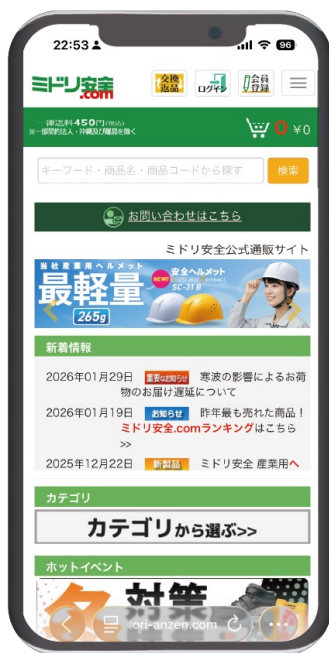 22:53
96
ミドリ安全
.com
交換
返品
ログイン
会員
登録
一律送料450円(税込)
※一部契約法人・沖縄及び離島を除く
0 ¥0
キーワード・商品名・商品コードから探す
検索
お問い合わせはこちら
ミドリ安全公式通販サイト
当社産業用ヘルメット
最軽量
265g
NEW!
安全ヘルメット
SC-31 B
新着情報
2026年01月29日 重要なお知らせ 寒波の影響によるお荷
物のお届け遅延について
2026年01月19日 お知らせ 昨年最も売れた商品！
ミドリ安全.comランキングはこちら
>>
2025年12月22日 新製品 ミドリ安全 産業用ヘ
カテゴリ
カテゴリから選ぶ>>
ホットイベント
対策
ori-anzen.com